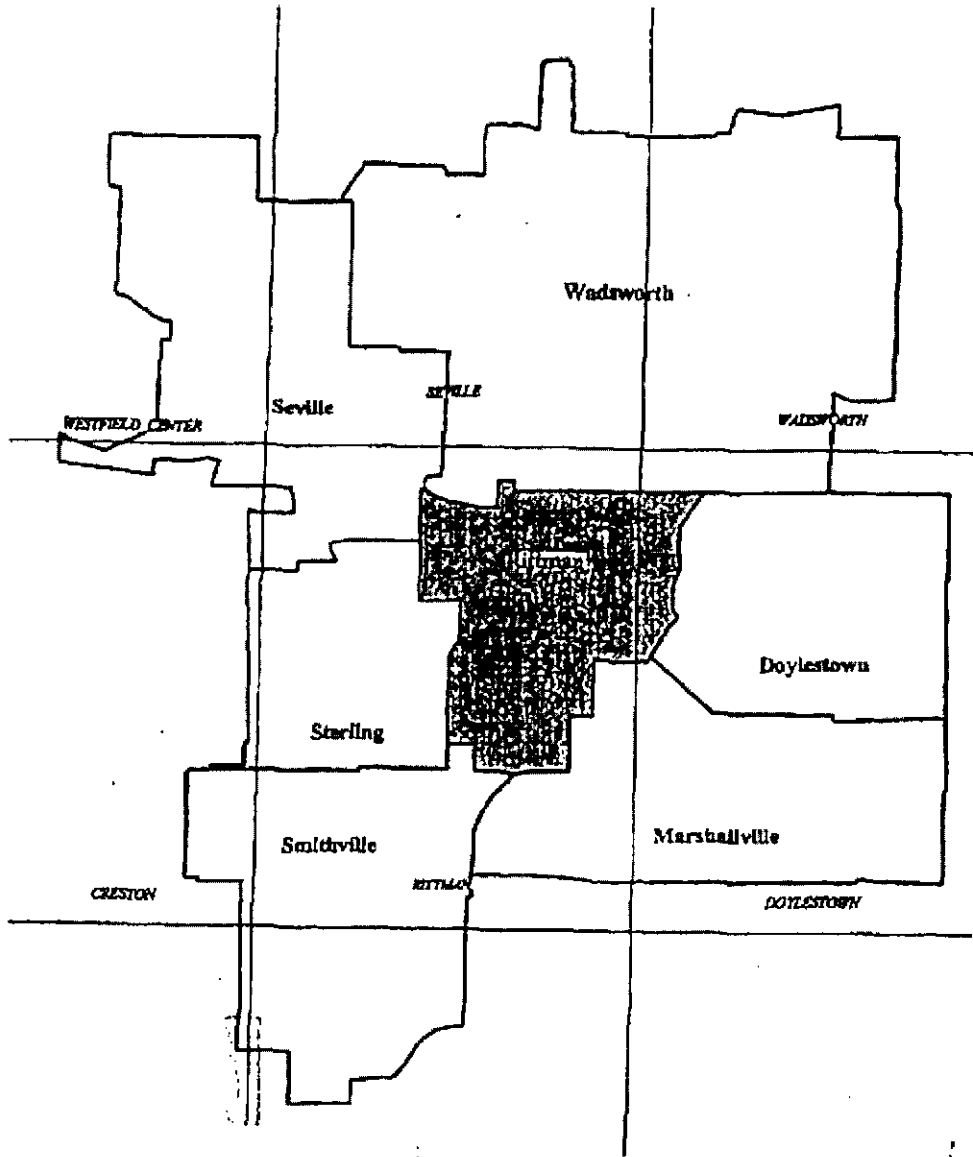 Wadsworth
SEVILLE
Seville
WESTFIELD CENTER
WADSWORTH
Rittman
Doylestown
Sterling
Smithville
Marshallville
RITTMAN
CRESTON
DOYLESTOWN